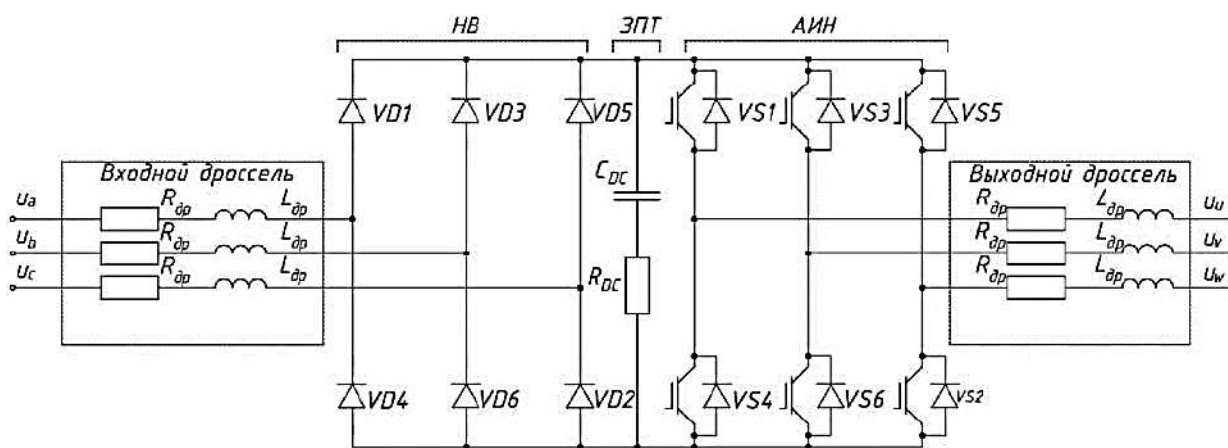 НВ
ЗПТ
АИН
VD1
VD3
VD5
VS1
VS3
VS5
Входной дроссель
Выходной дроссель
C_DC
u_a
R_др
L_др
R_др
L_др
u_u
u_b
R_др
L_др
R_др
L_др
u_v
u_c
R_др
L_др
R_DC
R_др
L_др
u_w
VD4
VD6
VD2
VS4
VS6
VS2